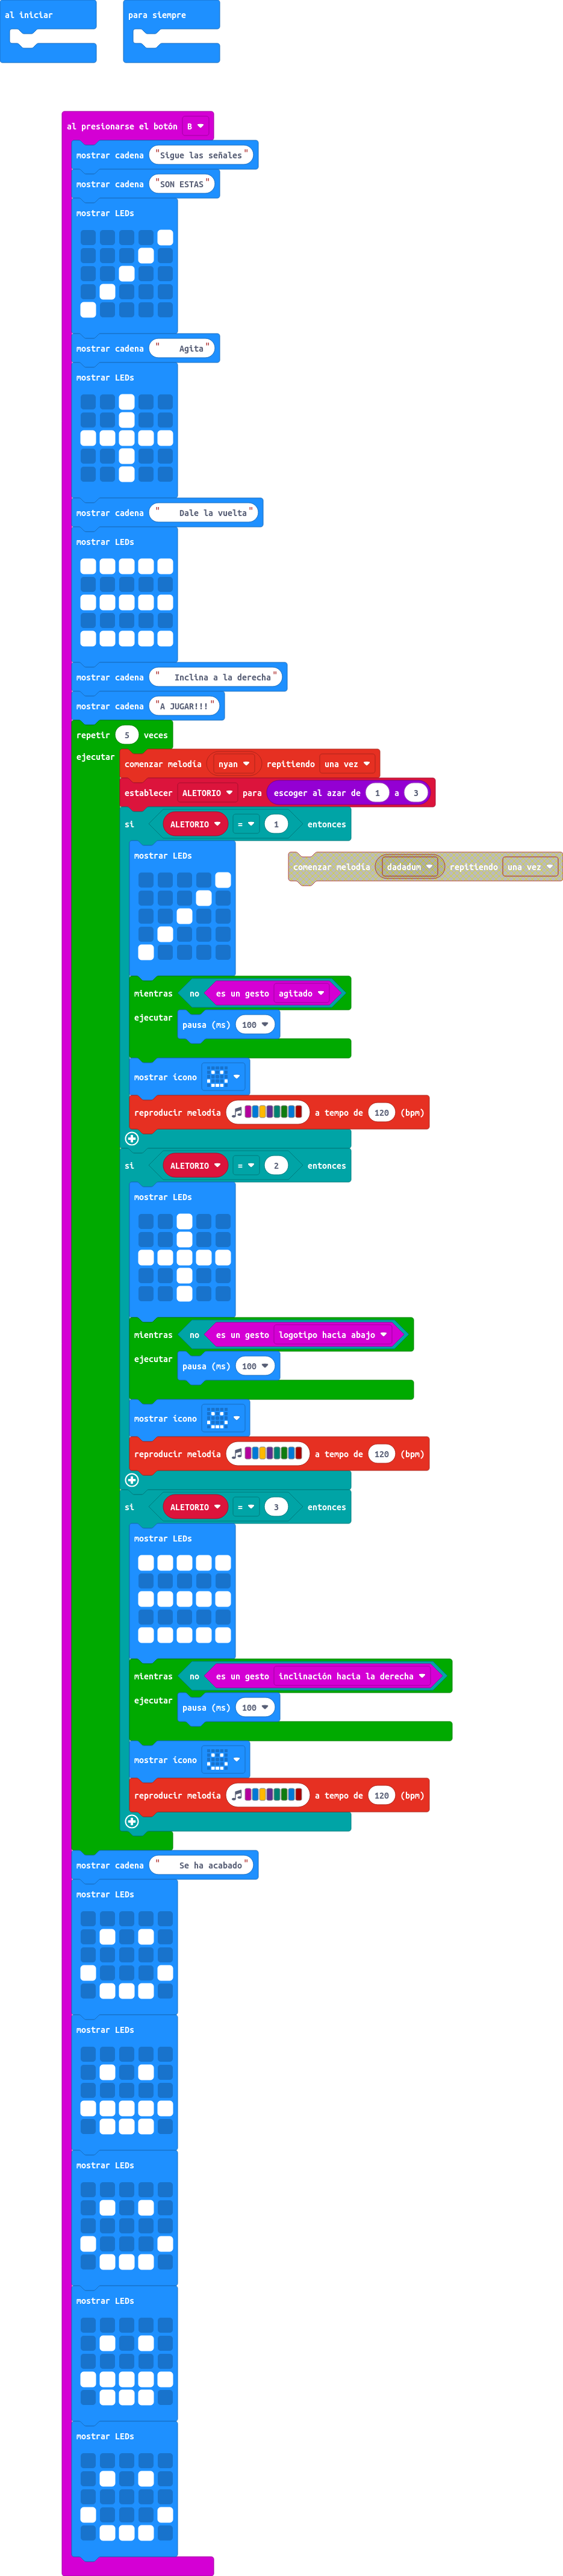 al iniciar
para siempre
al presionarse el botón B
mostrar cadena "Sigue las señales"
mostrar cadena "SON ESTAS"
mostrar LEDs
mostrar cadena " Agita"
mostrar LEDs
mostrar cadena " Dale la vuelta"
mostrar LEDs
mostrar cadena " Inclina a la derecha"
mostrar cadena "A JUGAR!!!"
repetir 5 veces
ejecutar
comenzar melodía nyan repitiendo una vez
establecer ALETORIO para escoger al azar de 1 a 3
si ALETORIO = 1 entonces
mostrar LEDs
comenzar melodía dadadum repitiendo una vez
mientras no es un gesto agitado
ejecutar pausa (ms) 100
mostrar icono
reproducir melodía a tempo de 120 (bpm)
si ALETORIO = 2 entonces
mostrar LEDs
mientras no es un gesto logotipo hacia abajo
ejecutar pausa (ms) 100
mostrar icono
reproducir melodía a tempo de 120 (bpm)
si ALETORIO = 3 entonces
mostrar LEDs
mientras no es un gesto inclinación hacia la derecha
ejecutar pausa (ms) 100
mostrar icono
reproducir melodía a tempo de 120 (bpm)
mostrar cadena " Se ha acabado"
mostrar LEDs
mostrar LEDs
mostrar LEDs
mostrar LEDs
mostrar LEDs